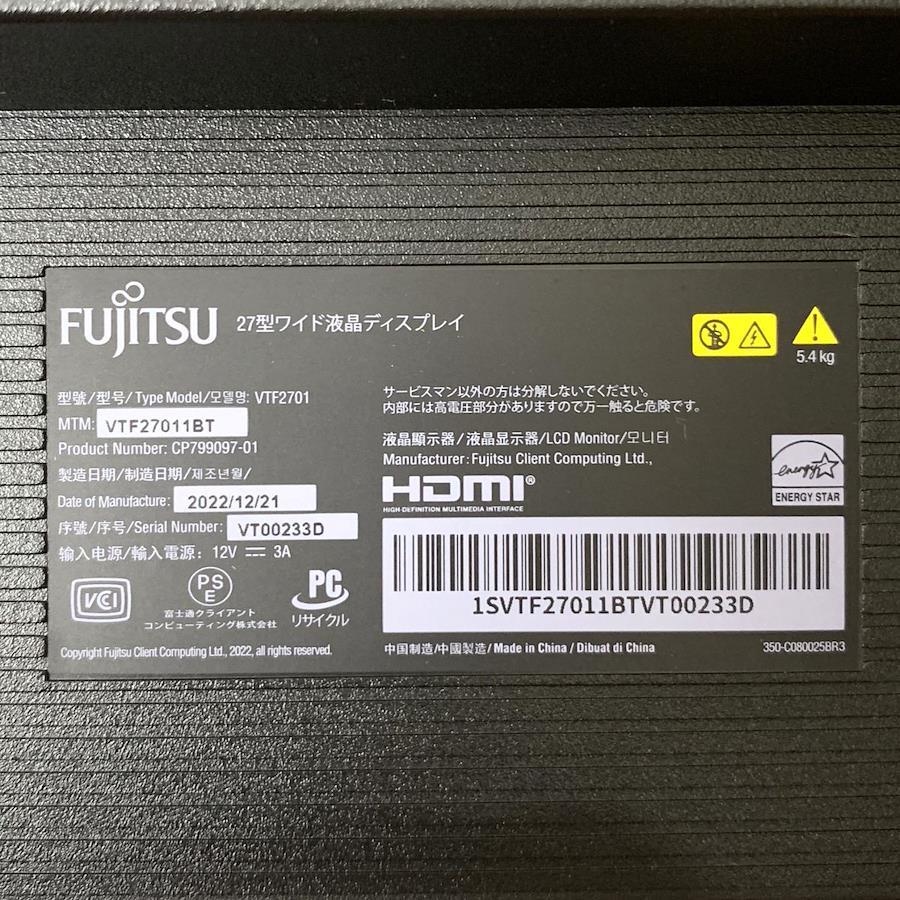 FUJITSU 27型ワイド液晶ディスプレイ
5.4 kg
型號/型号/Type Model/모델명: VTF2701
MTM: VTF27011BT
Product Number: CP799097-01
製造日期/制造日期/제조년월/
Date of Manufacture: 2022/12/21
序號/序号/Serial Number: VT00233D
输入电源/輸入電源: 12V ⎓ 3A
VCI
PSE
富士通クライアント
コンピューティング株式会社
PC
リサイクル
Copyright Fujitsu Client Computing Ltd., 2022, all rights reserved.
サービスマン以外の方は分解しないでください。
内部には高電圧部分がありますので万一触ると危険です。
液晶顯示器/液晶显示器/LCD Monitor/모니터
Manufacturer: Fujitsu Client Computing Ltd.,
HDMI®
HIGH-DEFINITION MULTIMEDIA INTERFACE
energy
ENERGY STAR
1SVTF27011BTVT00233D
中国制造/中國製造/Made in China / Dibuat di China
350-C080025BR3